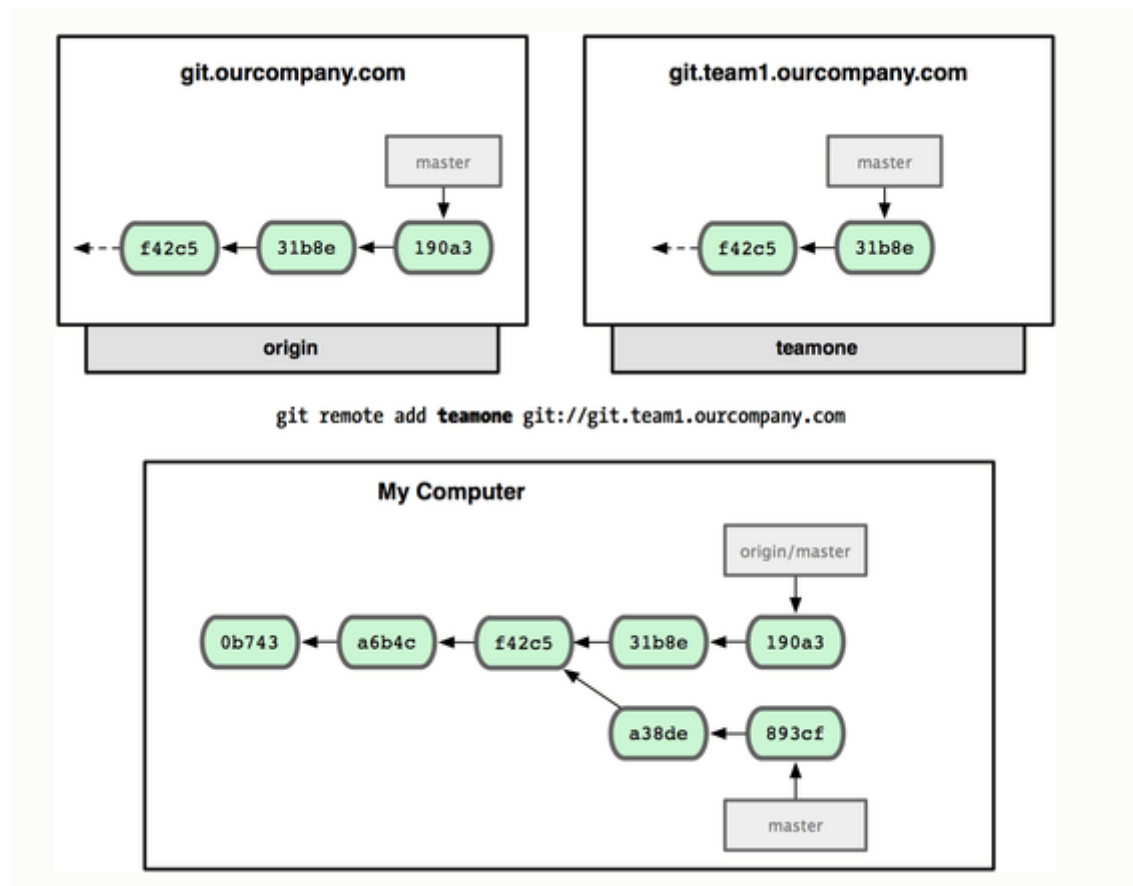 git.ourcompany.com
master
f42c5
31b8e
190a3
origin
git.team1.ourcompany.com
master
f42c5
31b8e
teamone
git remote add teamone git://git.team1.ourcompany.com
My Computer
origin/master
0b743
a6b4c
f42c5
31b8e
190a3
a38de
893cf
master